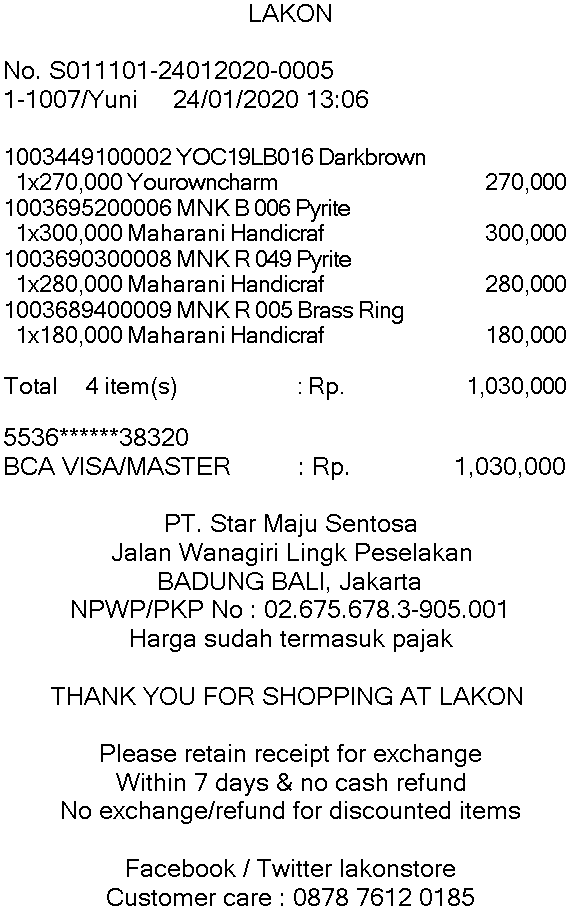 LAKON
No. S011101-24012020-0005
1-1007/Yuni 24/01/2020 13:06
1003449100002 YOC19LB016 Darkbrown
1x270,000 Yourowncharm 270,000
1003695200006 MNK B 006 Pyrite
1x300,000 Maharani Handicraf 300,000
1003690300008 MNK R 049 Pyrite
1x280,000 Maharani Handicraf 280,000
1003689400009 MNK R 005 Brass Ring
1x180,000 Maharani Handicraf 180,000
Total 4 item(s) : Rp. 1,030,000
5536******38320
BCA VISA/MASTER : Rp. 1,030,000
PT. Star Maju Sentosa
Jalan Wanagiri Lingk Peselakan
BADUNG BALI, Jakarta
NPWP/PKP No : 02.675.678.3-905.001
Harga sudah termasuk pajak
THANK YOU FOR SHOPPING AT LAKON
Please retain receipt for exchange
Within 7 days & no cash refund
No exchange/refund for discounted items
Facebook / Twitter lakonstore
Customer care : 0878 7612 0185